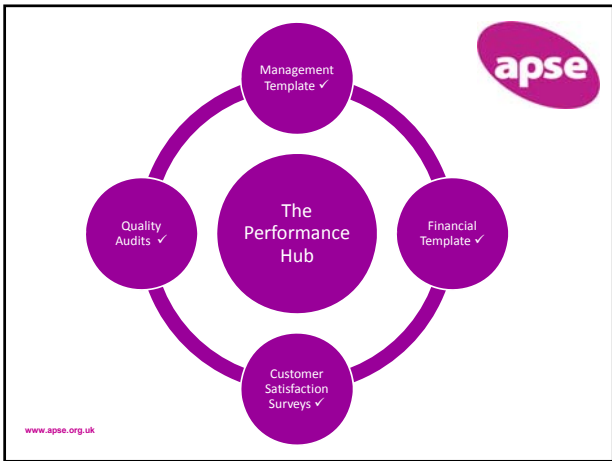 Management
Template ✓
apse
Quality
Audits ✓
The
Performance
Hub
Financial
Template ✓
Customer
Satisfaction
Surveys ✓
www.apse.org.uk